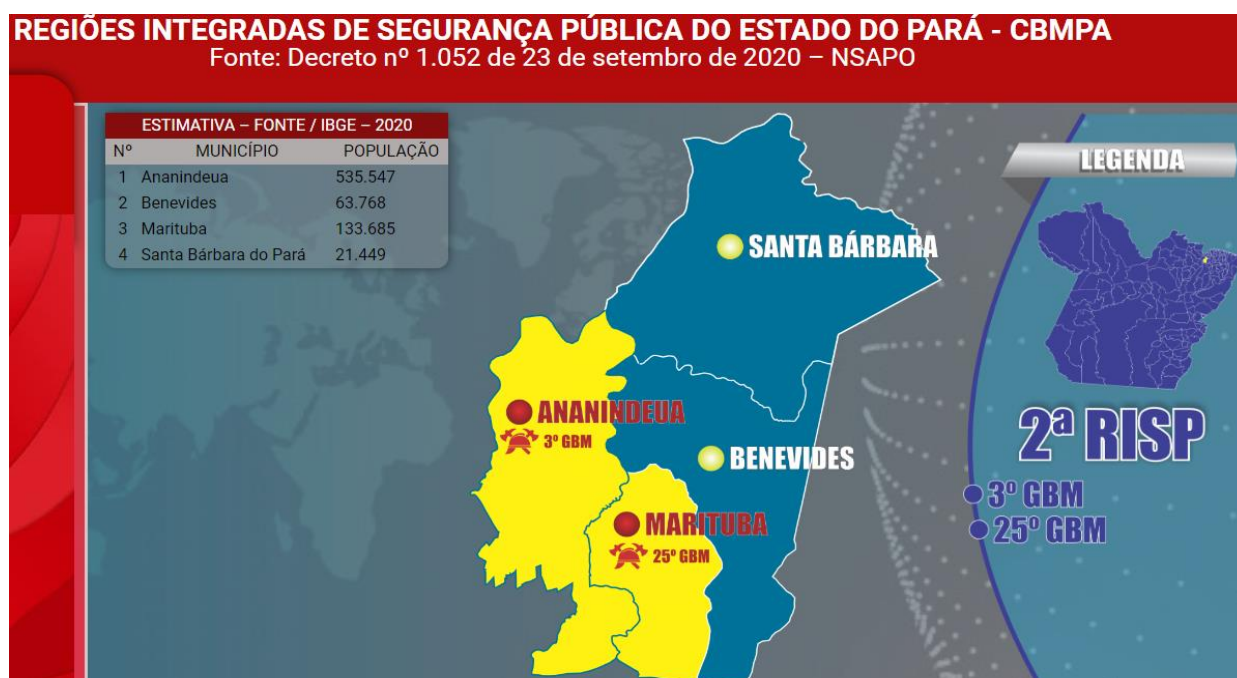 REGIÕES INTEGRADAS DE SEGURANÇA PÚBLICA DO ESTADO DO PARÁ - CBMPA
Fonte: Decreto nº 1.052 de 23 de setembro de 2020 – NSAPO
ESTIMATIVA – FONTE / IBGE – 2020
Nº MUNICÍPIO POPULAÇÃO
1 Ananindeua 535.547
2 Benevides 63.768
3 Marituba 133.685
4 Santa Bárbara do Pará 21.449
SANTA BÁRBARA
ANANINDEUA
3º GBM
BENEVIDES
MARITUBA
25º GBM
LEGENDA
2ª RISP
3º GBM
25º GBM